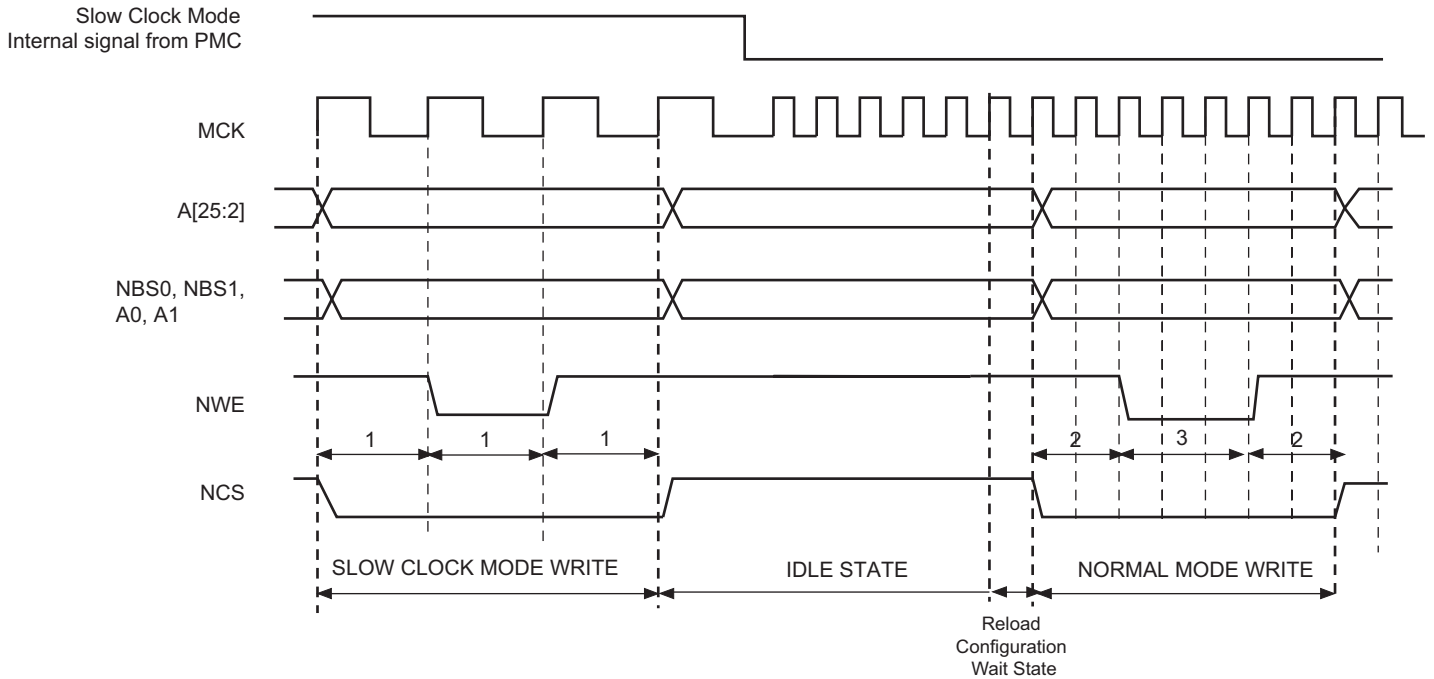 Slow Clock Mode
Internal signal from PMC
MCK
A[25:2]
NBS0, NBS1,
A0, A1
NWE
1 1 1 2 3 2
NCS
SLOW CLOCK MODE WRITE IDLE STATE NORMAL MODE WRITE
Reload
Configuration
Wait State